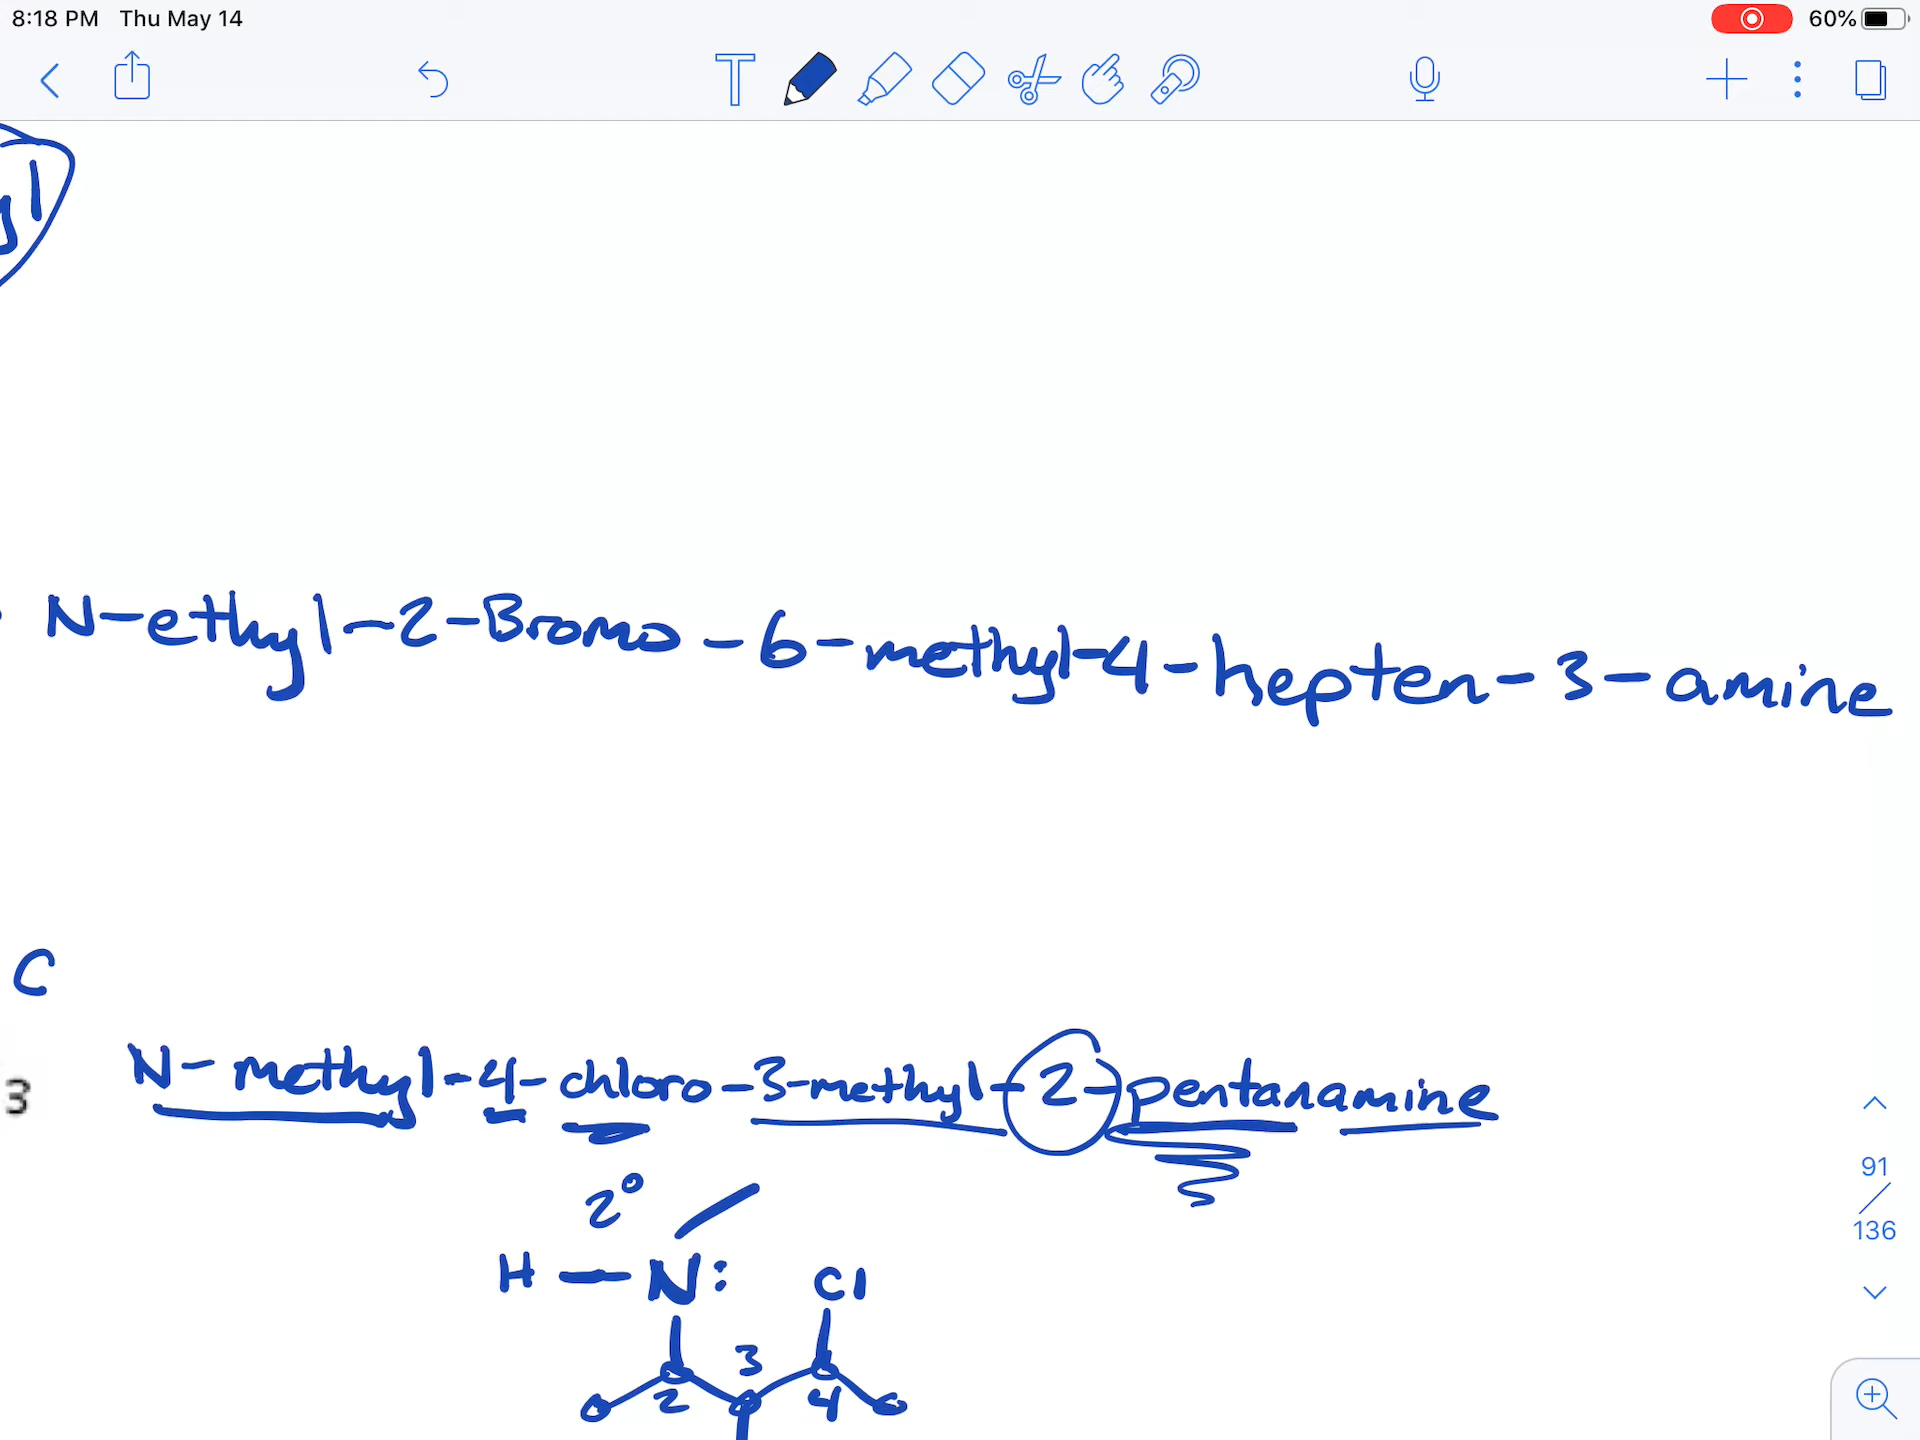 8:18 PM Thu May 14
60%
T
yl
N-ethyl-2-Bromo-6-methyl-4-hepten-3-amine
C
3
N-methyl-4-chloro-3-methyl-2-pentanamine
2°
H—N: Cl
3
2 4
91
/
136